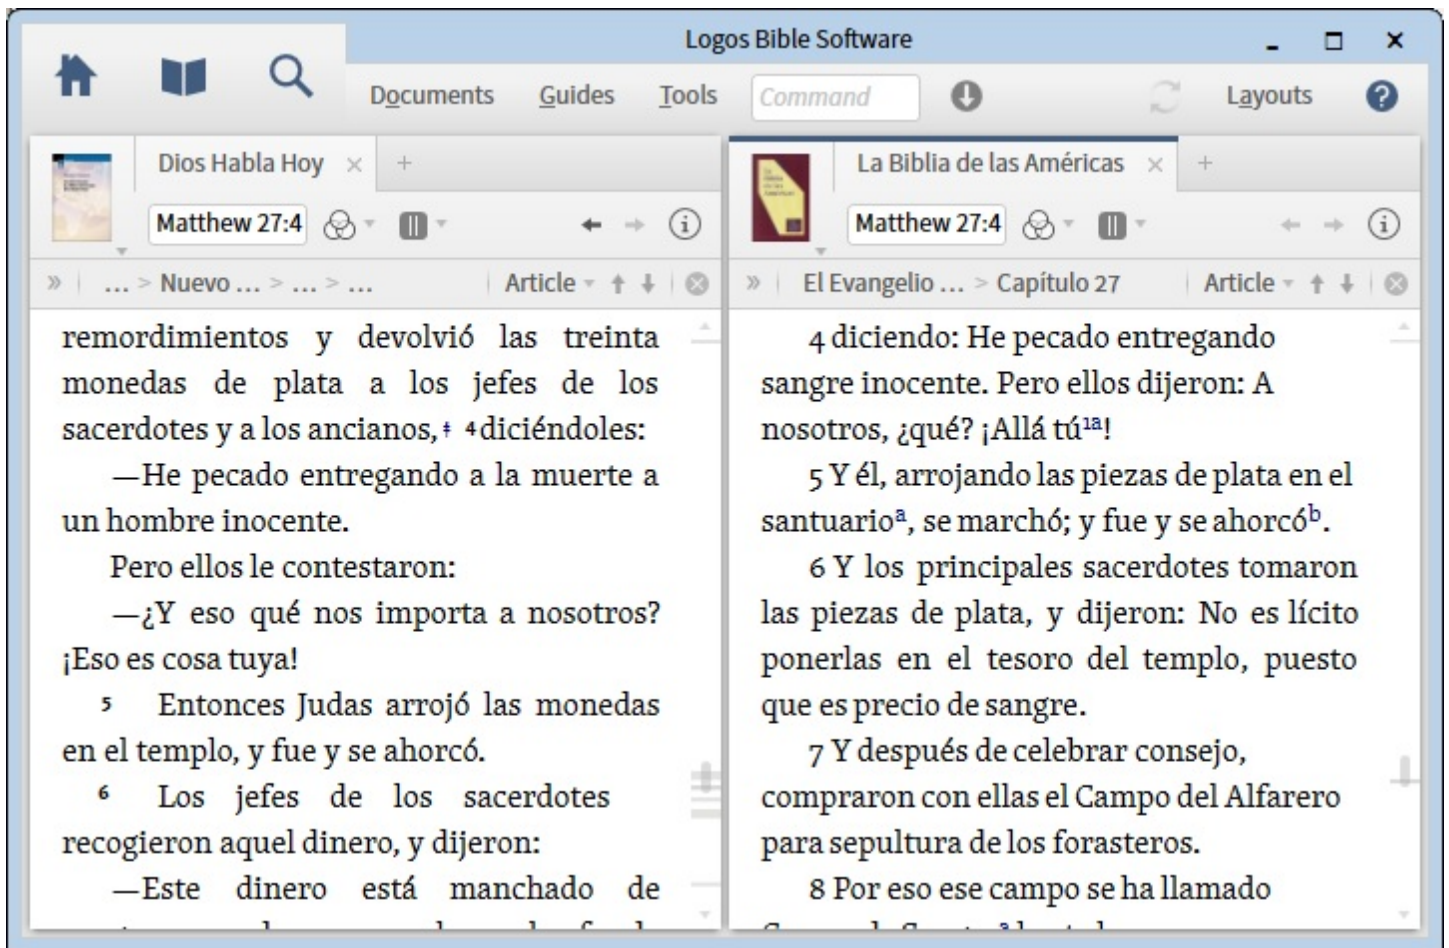 Logos Bible Software
Documents Guides Tools Command Layouts
Dios Habla Hoy
Matthew 27:4
» … > Nuevo … > … > … Article
remordimientos y devolvió las treinta
monedas de plata a los jefes de los
sacerdotes y a los ancianos, ‡ 4 diciéndoles:
—He pecado entregando a la muerte a
un hombre inocente.
Pero ellos le contestaron:
—¿Y eso qué nos importa a nosotros?
¡Eso es cosa tuya!
5 Entonces Judas arrojó las monedas
en el templo, y fue y se ahorcó.
6 Los jefes de los sacerdotes
recogieron aquel dinero, y dijeron:
—Este dinero está manchado de
La Biblia de las Américas
Matthew 27:4
» El Evangelio … > Capítulo 27 Article
4 diciendo: He pecado entregando
sangre inocente. Pero ellos dijeron: A
nosotros, ¿qué? ¡Allá tú1a!
5 Y él, arrojando las piezas de plata en el
santuarioa, se marchó; y fue y se ahorcób.
6 Y los principales sacerdotes tomaron
las piezas de plata, y dijeron: No es lícito
ponerlas en el tesoro del templo, puesto
que es precio de sangre.
7 Y después de celebrar consejo,
compraron con ellas el Campo del Alfarero
para sepultura de los forasteros.
8 Por eso ese campo se ha llamado